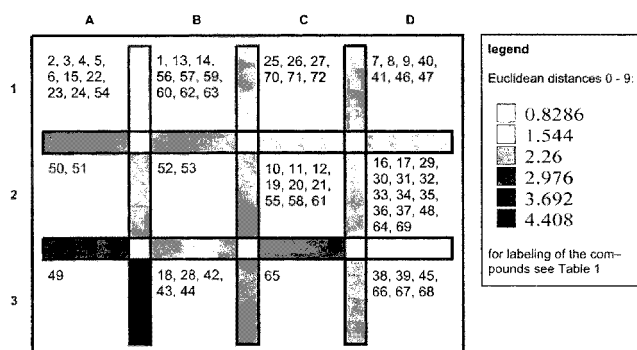 A B C D
1
2, 3, 4, 5,
6, 15, 22,
23, 24, 54
1, 13, 14.
56, 57, 59,
60, 62, 63
25, 26, 27,
70, 71, 72
7, 8, 9, 40,
41, 46, 47
2
50, 51
52, 53
10, 11, 12,
19, 20, 21,
55, 58, 61
16, 17, 29,
30, 31, 32,
33, 34, 35,
36, 37, 48,
64, 69
3
49
18, 28, 42,
43, 44
65
38, 39, 45,
66, 67, 68
legend
Euclidean distances 0 - 9:
0.8286
1.544
2.26
2.976
3.692
4.408
for labeling of the com–
pounds see Table 1